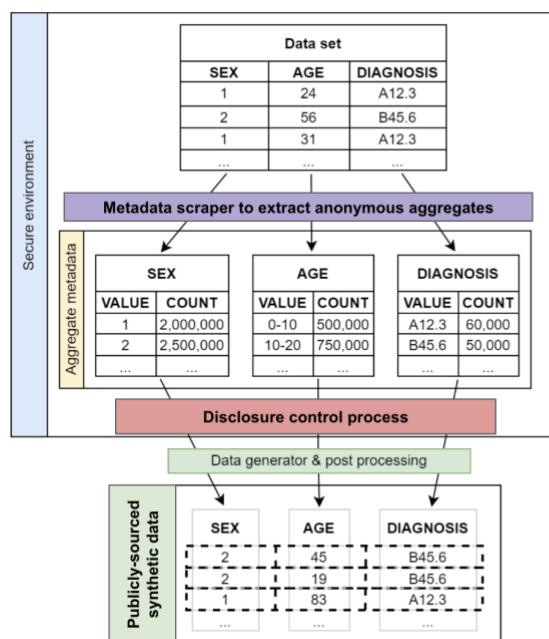 Secure environment
Data set
SEX AGE DIAGNOSIS
1 24 A12.3
2 56 B45.6
1 31 A12.3
... ... ...
Metadata scraper to extract anonymous aggregates
Aggregate metadata
SEX AGE DIAGNOSIS
VALUE COUNT VALUE COUNT VALUE COUNT
1 2,000,000 0-10 500,000 A12.3 60,000
2 2,500,000 10-20 750,000 B45.6 50,000
... ... ... ... ... ...
Disclosure control process
Data generator & post processing
Publicly-sourced
synthetic data
SEX AGE DIAGNOSIS
2 45 B45.6
2 19 B45.6
1 83 A12.3
... ... ...